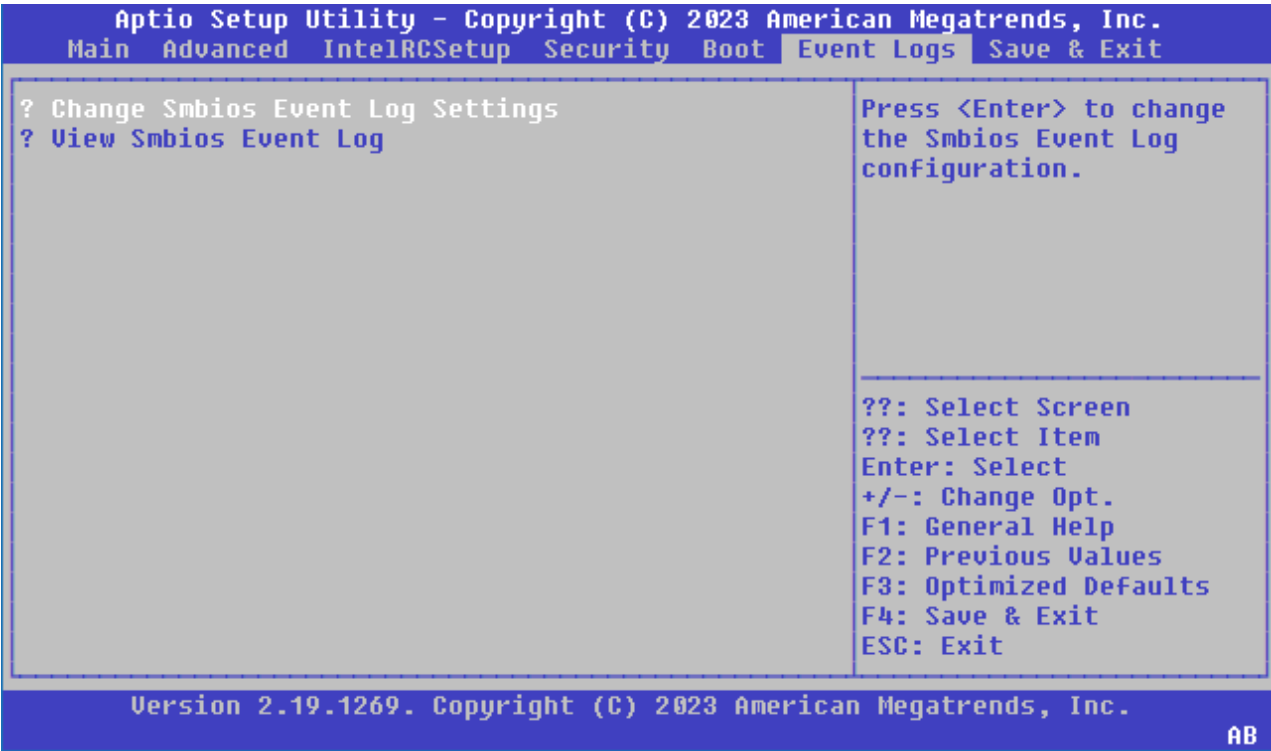 Aptio Setup Utility - Copyright (C) 2023 American Megatrends, Inc.
Main Advanced IntelRCSetup Security Boot Event Logs Save & Exit
? Change Smbios Event Log Settings
? View Smbios Event Log
Press <Enter> to change
the Smbios Event Log
configuration.
??: Select Screen
??: Select Item
Enter: Select
+/-: Change Opt.
F1: General Help
F2: Previous Values
F3: Optimized Defaults
F4: Save & Exit
ESC: Exit
Version 2.19.1269. Copyright (C) 2023 American Megatrends, Inc.
AB